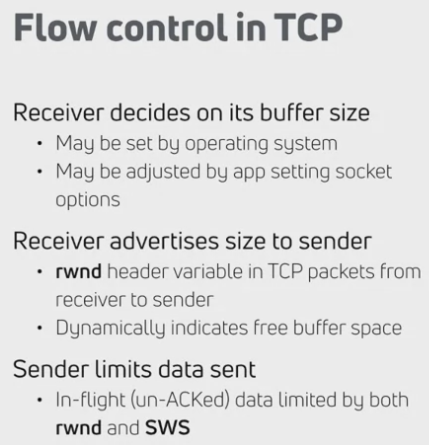 Flow control in TCP
Receiver decides on its buffer size
• May be set by operating system
• May be adjusted by app setting socket
options
Receiver advertises size to sender
• rwnd header variable in TCP packets from
receiver to sender
• Dynamically indicates free buffer space
Sender limits data sent
• In-flight (un-ACKed) data limited by both
rwnd and SWS